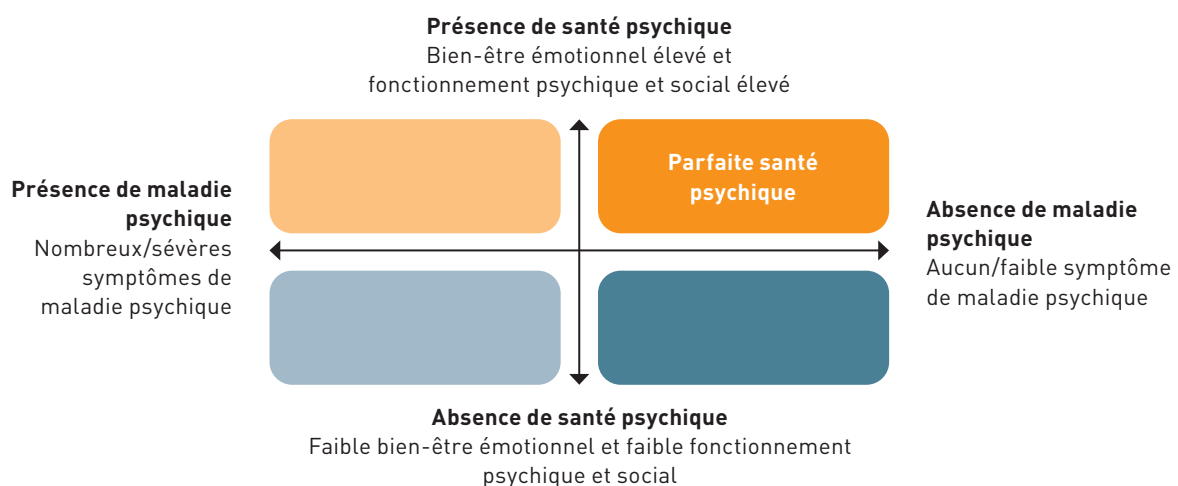 Présence de santé psychique
Bien-être émotionnel élevé et
fonctionnement psychique et social élevé
Présence de maladie
psychique
Nombreux/sévères
symptômes de
maladie psychique
Parfaite santé
psychique
Absence de maladie
psychique
Aucun/faible symptôme
de maladie psychique
Absence de santé psychique
Faible bien-être émotionnel et faible fonctionnement
psychique et social